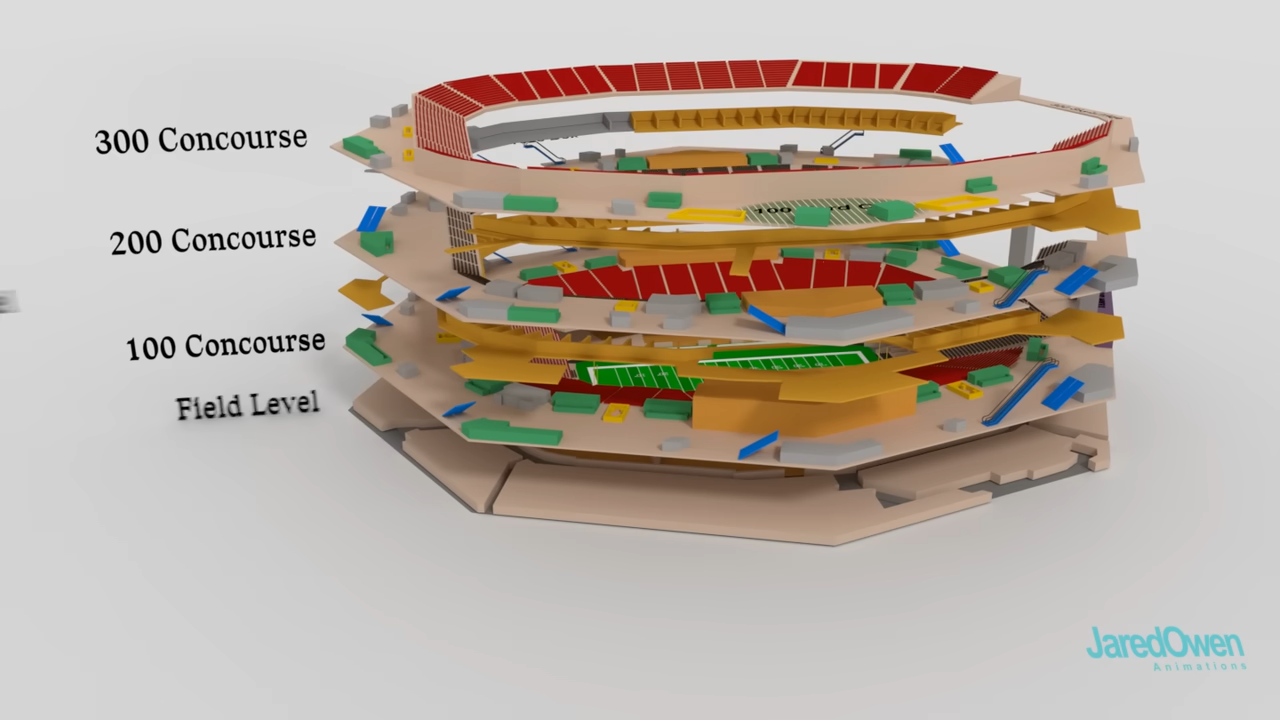 300 Concourse
200 Concourse
100 Concourse
Field Level
JaredOwen
Animations